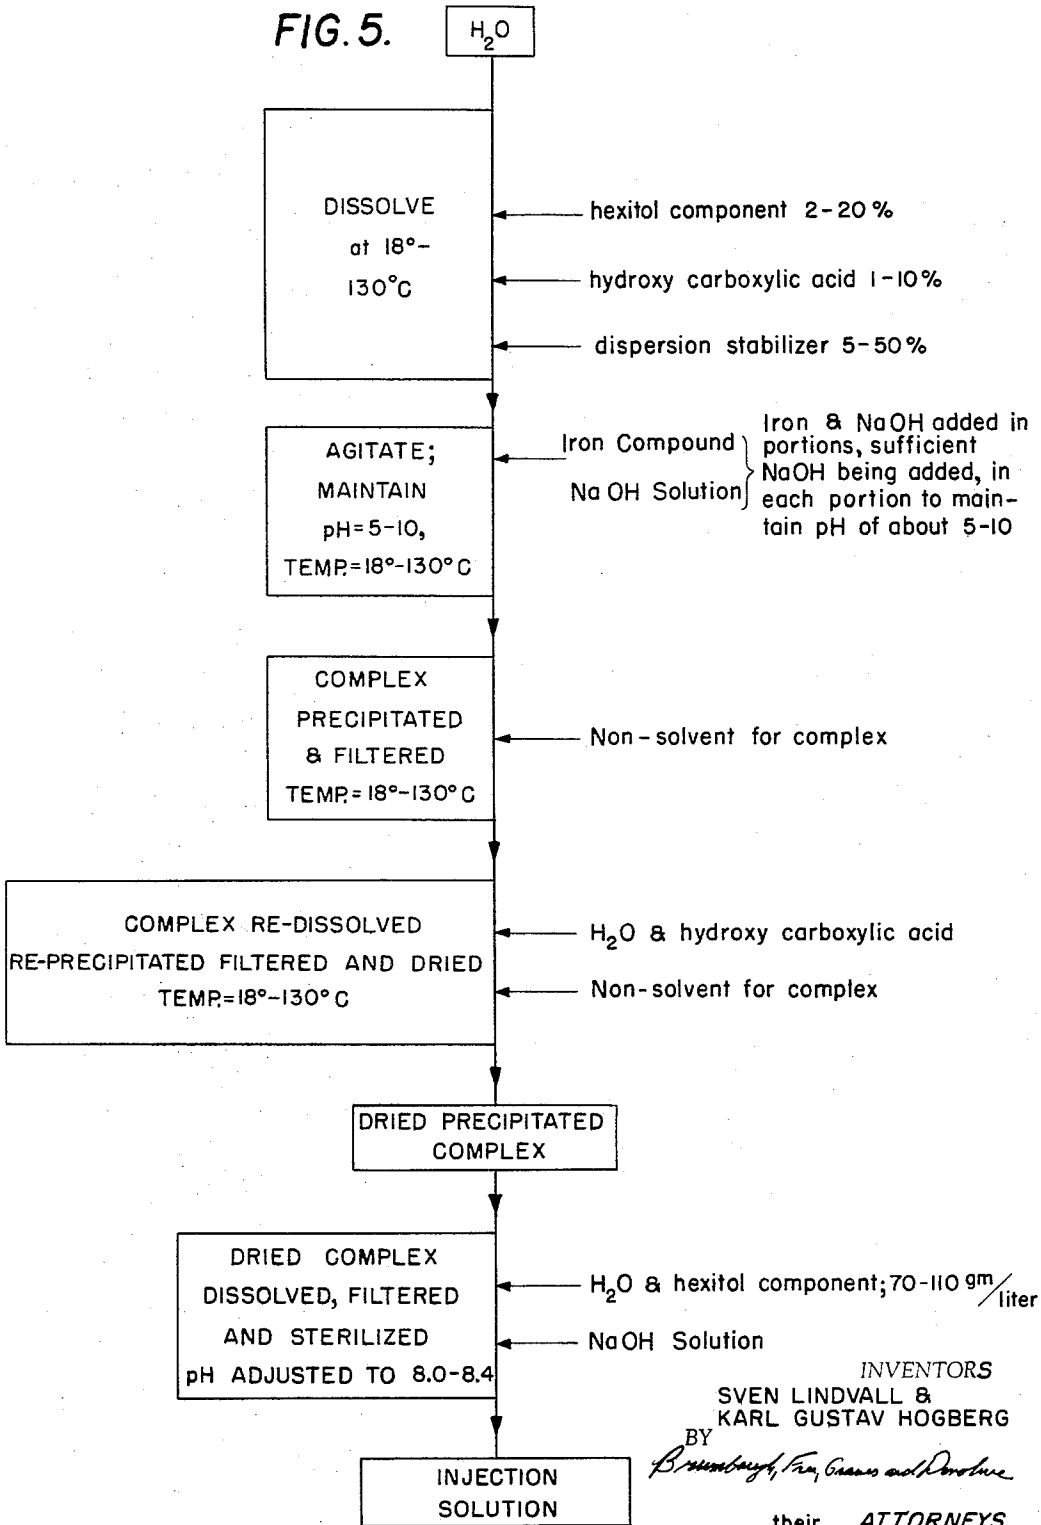 FIG. 5.
H₂O
DISSOLVE
at 18°-
130°C
hexitol component 2-20%
hydroxy carboxylic acid 1-10%
dispersion stabilizer 5-50%
AGITATE;
MAINTAIN
pH=5-10,
TEMP.=18°-130°C
Iron Compound
NaOH Solution
Iron & NaOH added in
portions, sufficient
NaOH being added, in
each portion to main-
tain pH of about 5-10
COMPLEX
PRECIPITATED
& FILTERED
TEMP.=18°-130°C
Non-solvent for complex
COMPLEX RE-DISSOLVED
RE-PRECIPITATED FILTERED AND DRIED
TEMP.=18°-130°C
H₂O & hydroxy carboxylic acid
Non-solvent for complex
DRIED PRECIPITATED
COMPLEX
DRIED COMPLEX
DISSOLVED, FILTERED
AND STERILIZED
pH ADJUSTED TO 8.0-8.4
H₂O & hexitol component; 70-110 gm/liter
NaOH Solution
INJECTION
SOLUTION
INVENTORS
SVEN LINDVALL &
KARL GUSTAV HOGBERG
BY
Brumbaugh, Free, Graves and Donohue
their ATTORNEYS